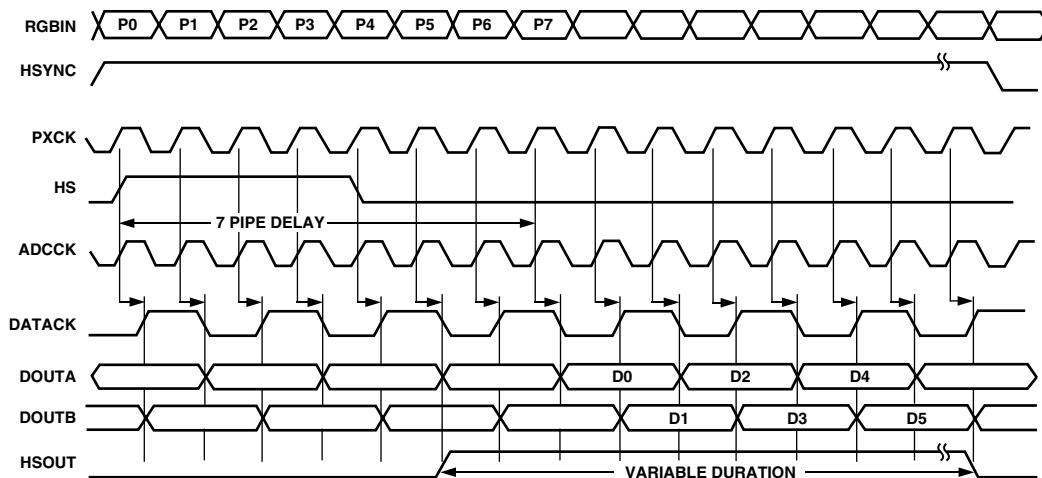 RGBIN P0 P1 P2 P3 P4 P5 P6 P7
HSYNC
PXCK
HS
7 PIPE DELAY
ADCCK
DATACK
DOUTA D0 D2 D4
DOUTB D1 D3 D5
HSOUT VARIABLE DURATION